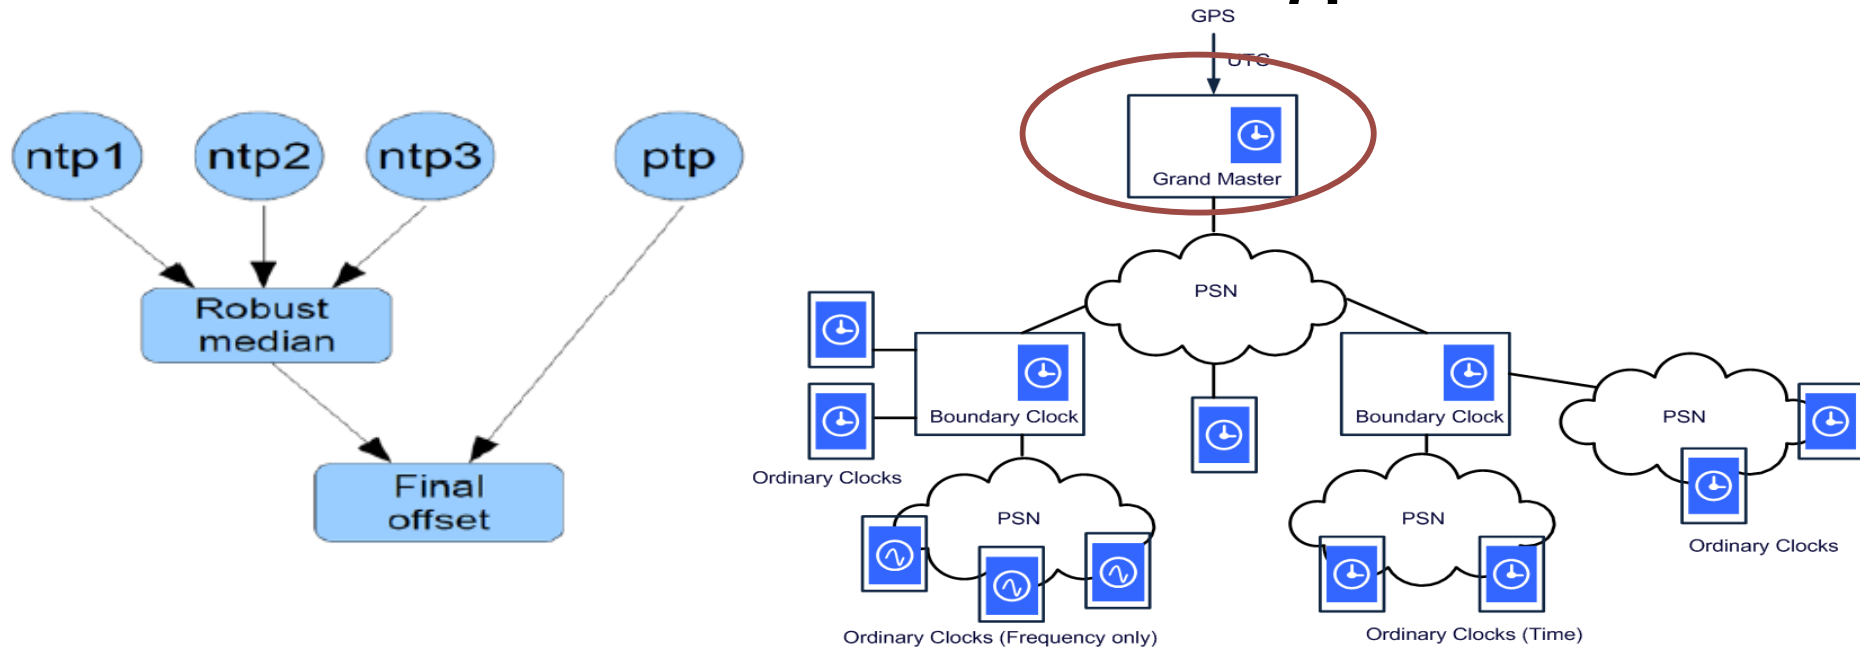 GPS
UTC
ntp1
ntp2
ntp3
ptp
Grand Master
Robust
median
Final
offset
PSN
Boundary Clock
Boundary Clock
PSN
Ordinary Clocks
PSN
PSN
Ordinary Clocks
Ordinary Clocks (Frequency only)
Ordinary Clocks (Time)